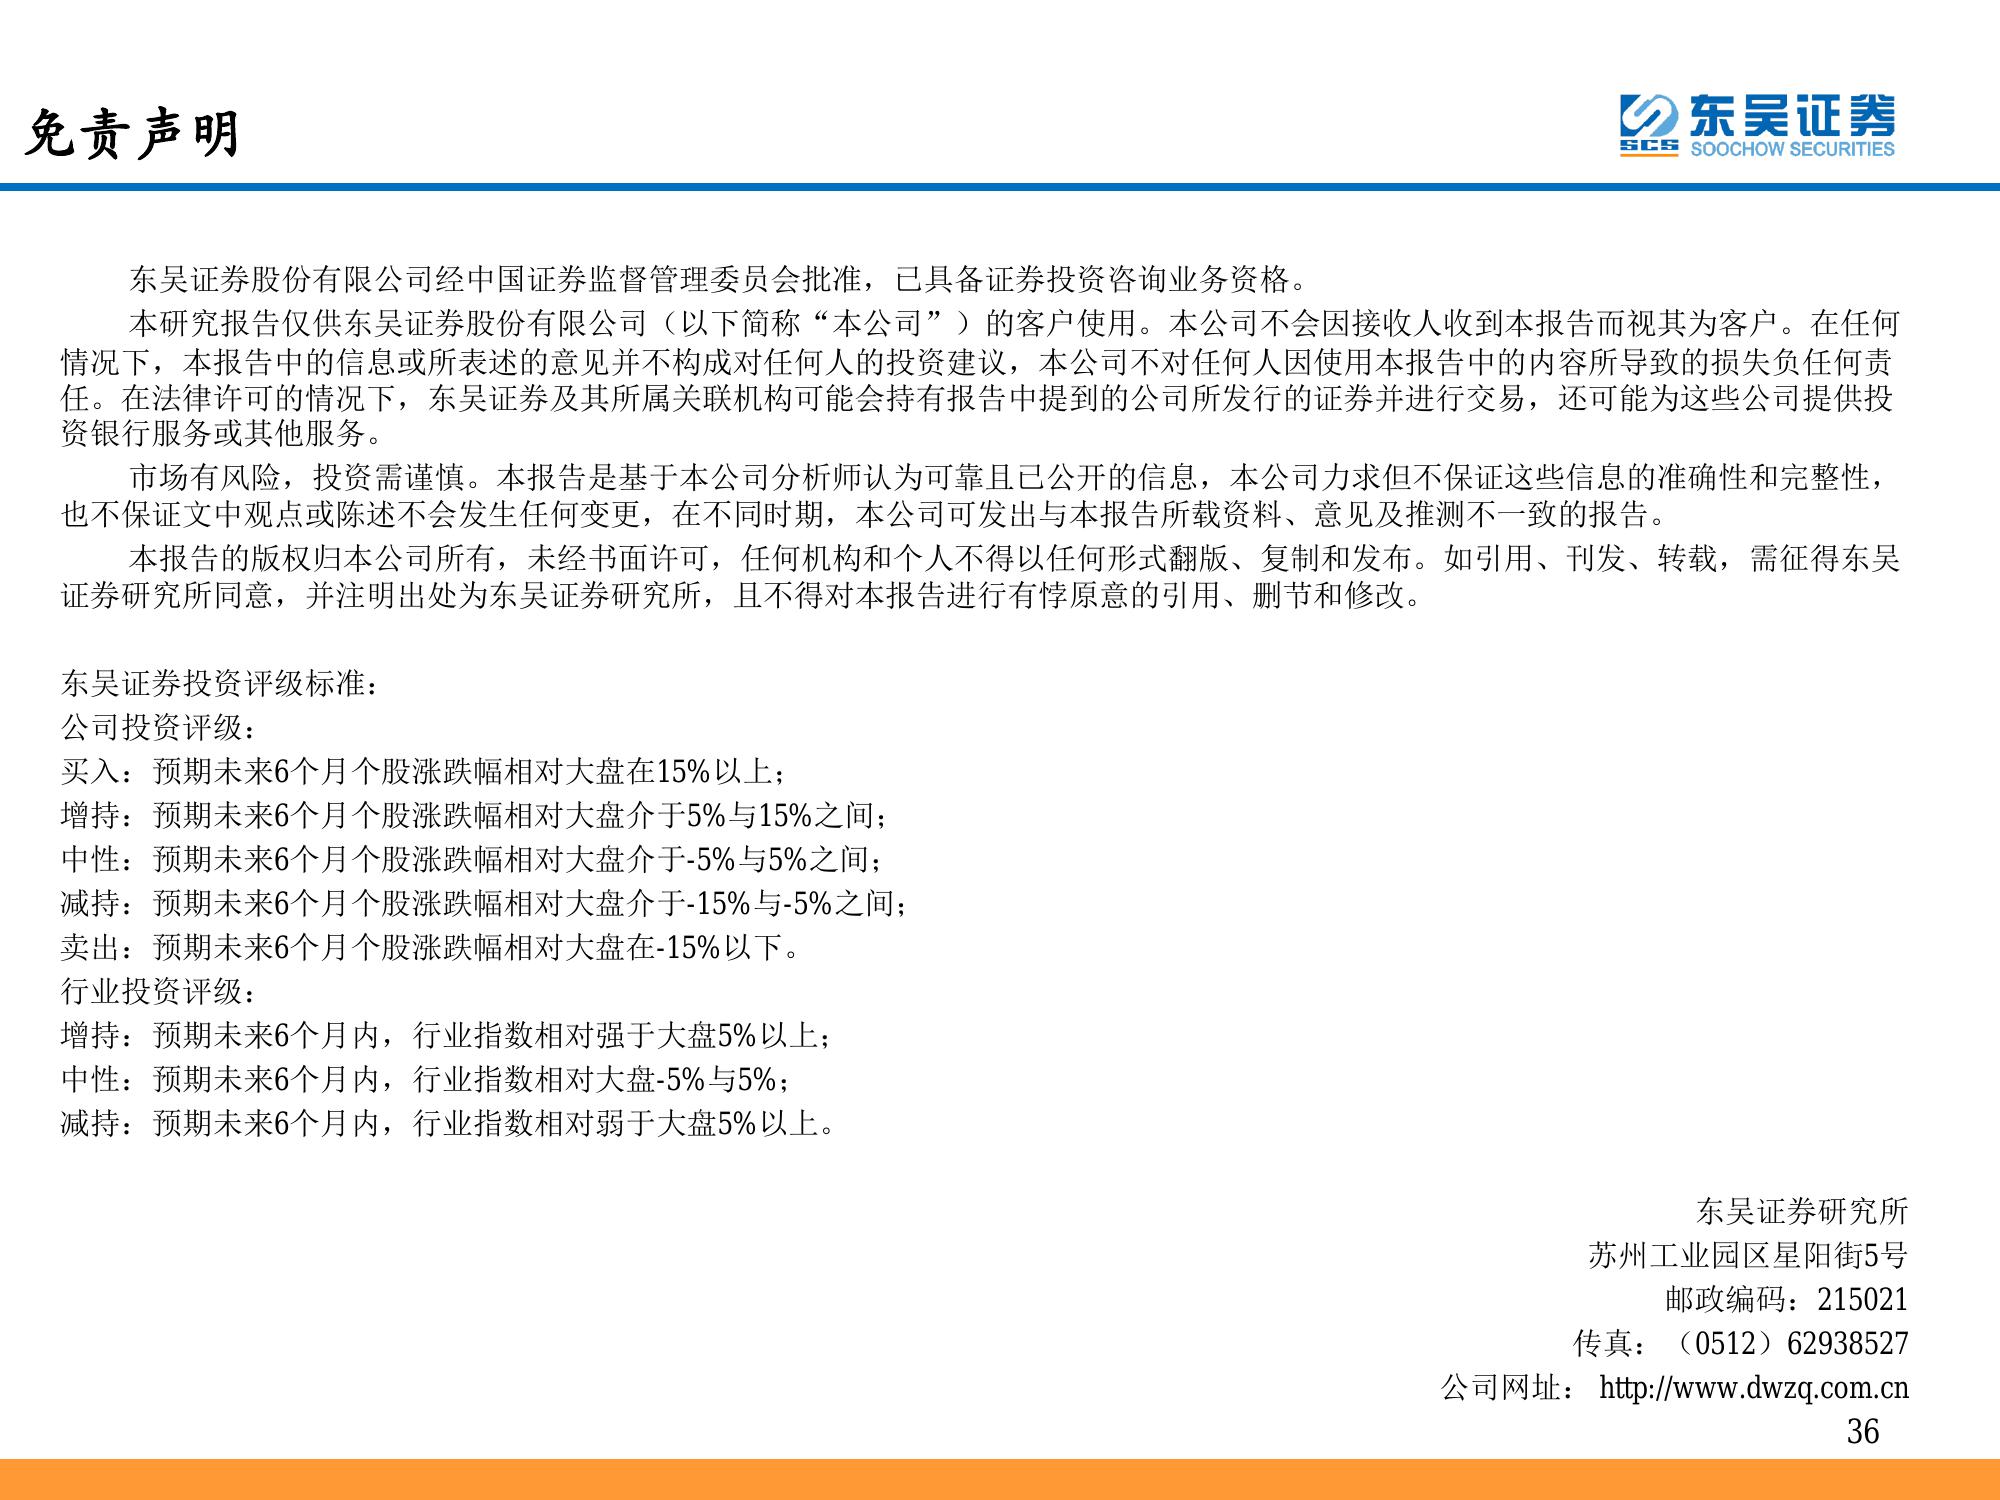 免责声明
东吴证券
SCS
SOOCHOW SECURITIES
东吴证券股份有限公司经中国证券监督管理委员会批准，已具备证券投资咨询业务资格。
本研究报告仅供东吴证券股份有限公司（以下简称“本公司”）的客户使用。本公司不会因接收人收到本报告而视其为客户。在任何
情况下，本报告中的信息或所表述的意见并不构成对任何人的投资建议，本公司不对任何人因使用本报告中的内容所导致的损失负任何责
任。在法律许可的情况下，东吴证券及其所属关联机构可能会持有报告中提到的公司所发行的证券并进行交易，还可能为这些公司提供投
资银行服务或其他服务。
市场有风险，投资需谨慎。本报告是基于本公司分析师认为可靠且已公开的信息，本公司力求但不保证这些信息的准确性和完整性，
也不保证文中观点或陈述不会发生任何变更，在不同时期，本公司可发出与本报告所载资料、意见及推测不一致的报告。
本报告的版权归本公司所有，未经书面许可，任何机构和个人不得以任何形式翻版、复制和发布。如引用、刊发、转载，需征得东吴
证券研究所同意，并注明出处为东吴证券研究所，且不得对本报告进行有悖原意的引用、删节和修改。
东吴证券投资评级标准：
公司投资评级：
买入：预期未来6个月个股涨跌幅相对大盘在15%以上；
增持：预期未来6个月个股涨跌幅相对大盘介于5%与15%之间；
中性：预期未来6个月个股涨跌幅相对大盘介于-5%与5%之间；
减持：预期未来6个月个股涨跌幅相对大盘介于-15%与-5%之间；
卖出：预期未来6个月个股涨跌幅相对大盘在-15%以下。
行业投资评级：
增持：预期未来6个月内，行业指数相对强于大盘5%以上；
中性：预期未来6个月内，行业指数相对大盘-5%与5%；
减持：预期未来6个月内，行业指数相对弱于大盘5%以上。
东吴证券研究所
苏州工业园区星阳街5号
邮政编码：215021
传真：（0512）62938527
公司网址： http://www.dwzq.com.cn
36